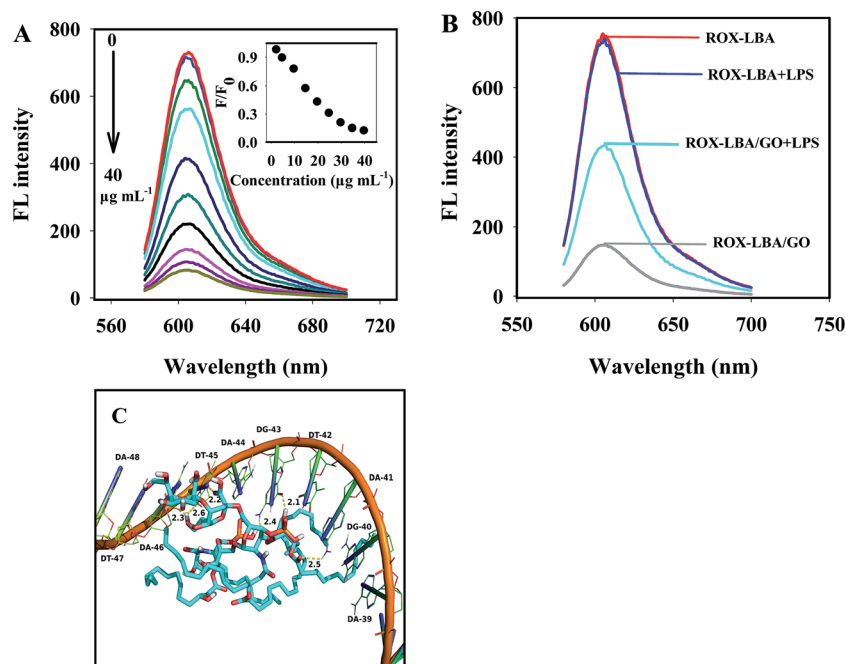 A
FL intensity
800
600
400
200
0
560
600
640
680
720
Wavelength (nm)
0
40
µg mL-1
F/F0
0.9
0.6
0.3
0.0
0
10
20
30
40
Concentration (µg mL-1)
B
FL intensity
800
600
400
200
0
550
600
650
700
750
Wavelength (nm)
ROX-LBA
ROX-LBA+LPS
ROX-LBA/GO+LPS
ROX-LBA/GO
C
DA-48
DT-45
DA-44
DG-43
DT-42
DA-41
DG-40
DA-39
DT-47
DA-46
2.3
2.6
2.2
2.4
2.1
2.5